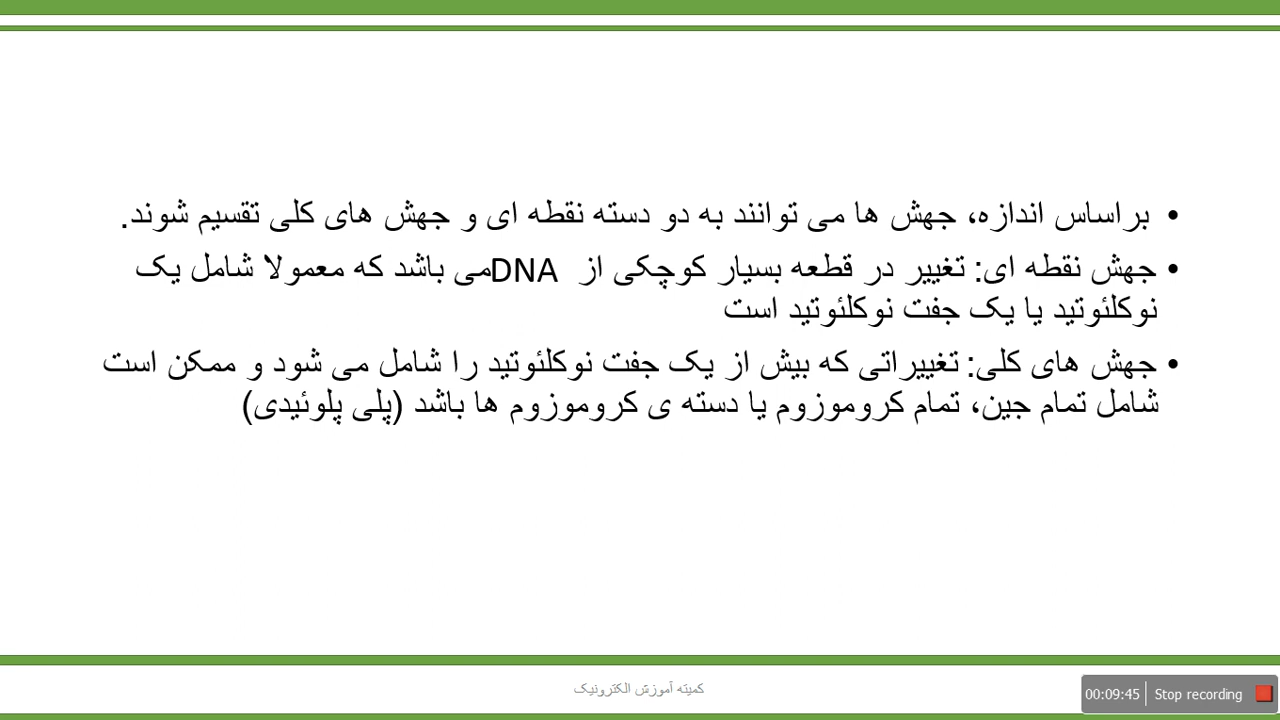 • براساس اندازه، جهش ها می توانند به دو دسته نقطه ای و جهش های کلی تقسیم شوند.
• جهش نقطه ای: تغییر در قطعه بسیار کوچکی از DNAمی باشد که معمولا شامل یک
نوکلئوتید یا یک جفت نوکلئوتید است
• جهش های کلی: تغییراتی که بیش از یک جفت نوکلئوتید را شامل می شود و ممکن است
شامل تمام جین، تمام کروموزوم یا دسته ی کروموزوم ها باشد (پلی پلوئیدی)
کمیته آموزش الکترونیک
00:09:45 Stop recording